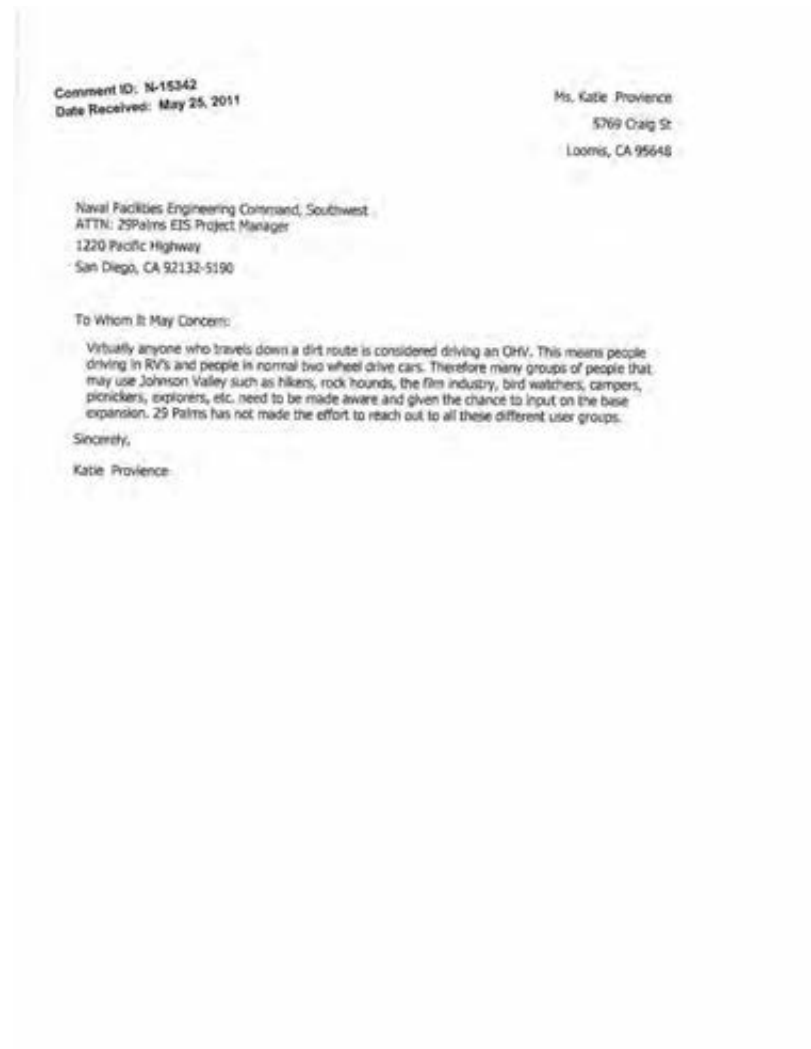 Comment ID: N-15342
Date Received: May 25, 2011
Ms. Katie Provience
5769 Craig St
Loomis, CA 95648
Naval Facilities Engineering Command, Southwest
ATTN: 29Palms EIS Project Manager
1220 Pacific Highway
San Diego, CA 92132-5190
To Whom It May Concern:
Virtually anyone who travels down a dirt route is considered driving an OHV. This means people
driving in RV's and people in normal two wheel drive cars. Therefore many groups of people that
may use Johnson Valley such as hikers, rock hounds, the film industry, bird watchers, campers,
picnickers, explorers, etc. need to be made aware and given the chance to input on the base
expansion. 29 Palms has not made the effort to reach out to all these different user groups.
Sincerely,
Katie Provience